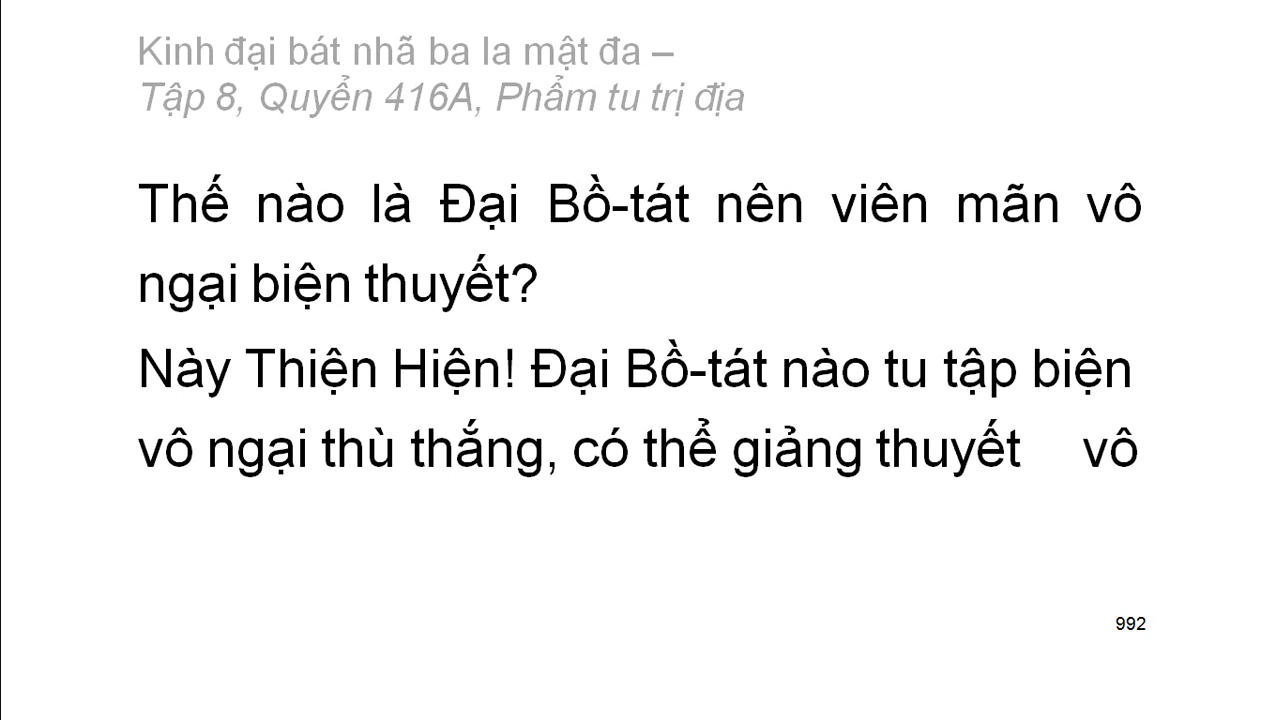 Kinh đại bát nhã ba la mật đa –
Tập 8, Quyển 416A, Phẩm tu trị địa
Thế nào là Đại Bồ-tát nên viên mãn vô
ngại biện thuyết?
Này Thiện Hiện! Đại Bồ-tát nào tu tập biện
vô ngại thù thắng, có thể giảng thuyết vô
992